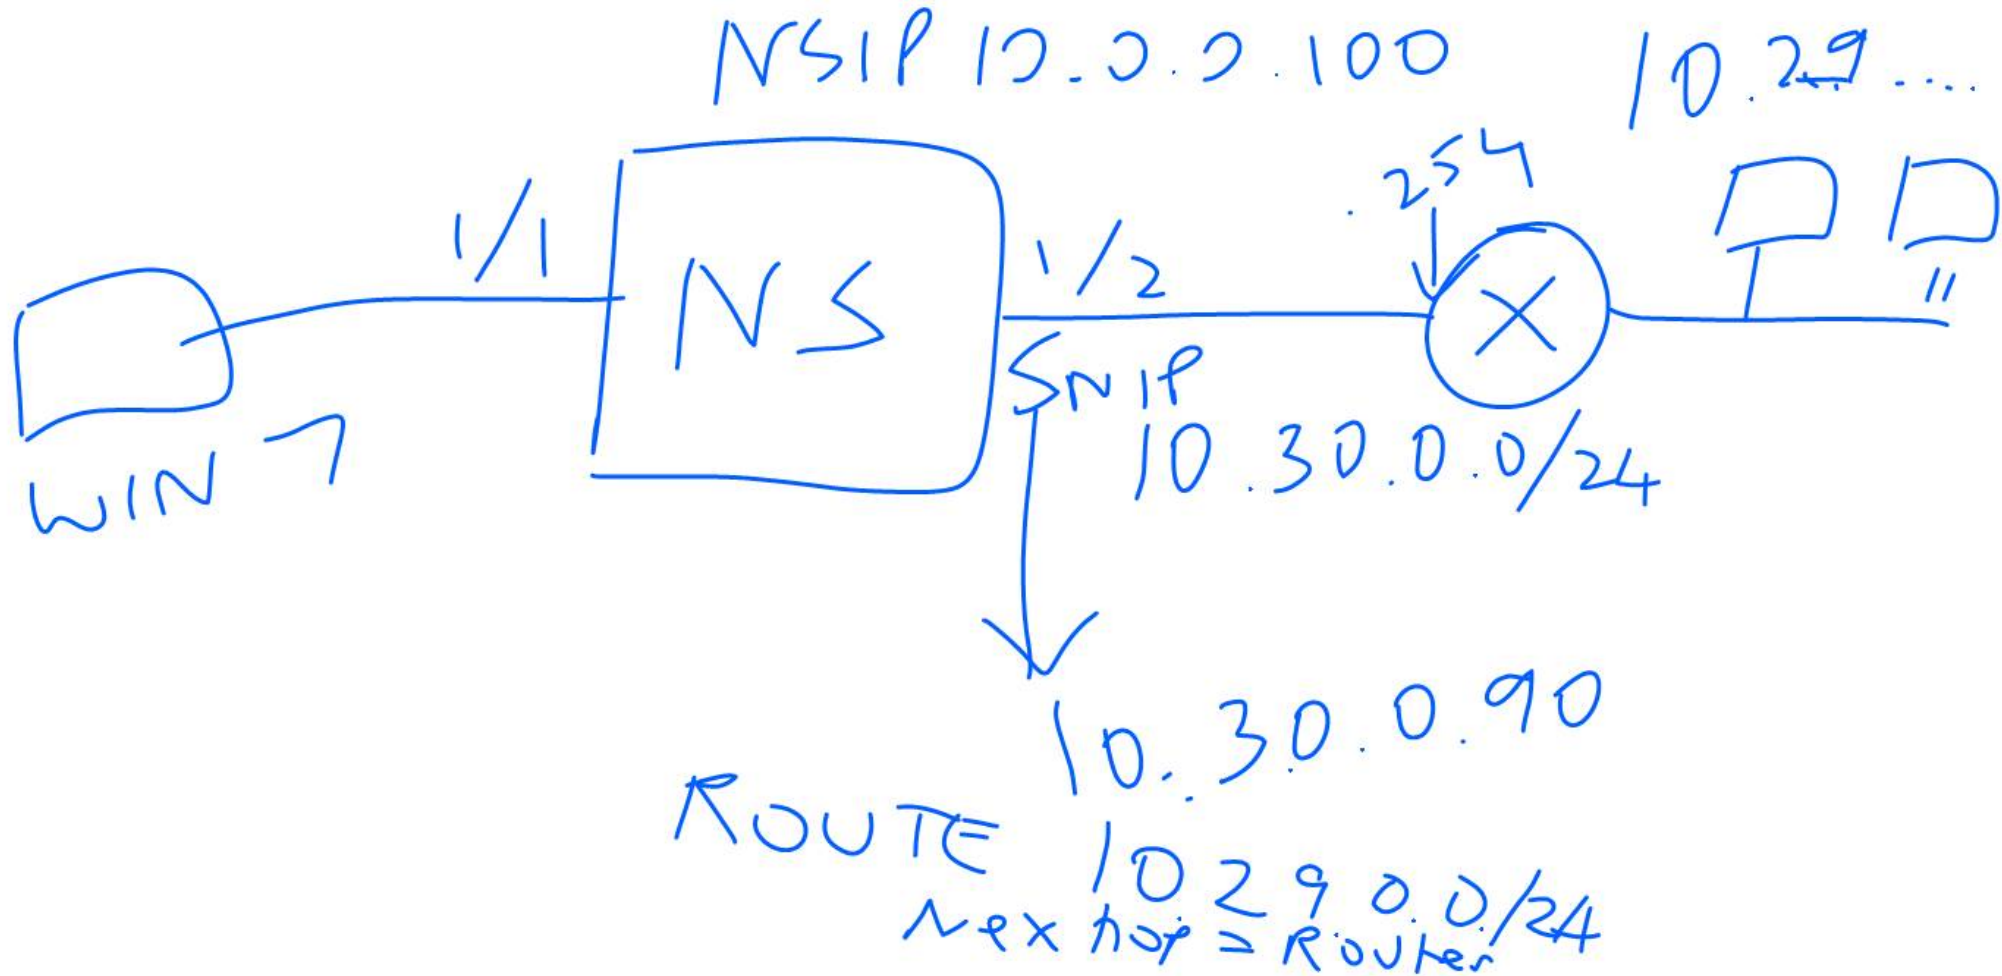 NSIP 10.0.0.100
10.29....
.254
1/1
1/2
NS
SNIP
10.30.0.0/24
WIN 7
10.30.0.90
ROUTE 10 29 0.0/24
Nex hop = Router